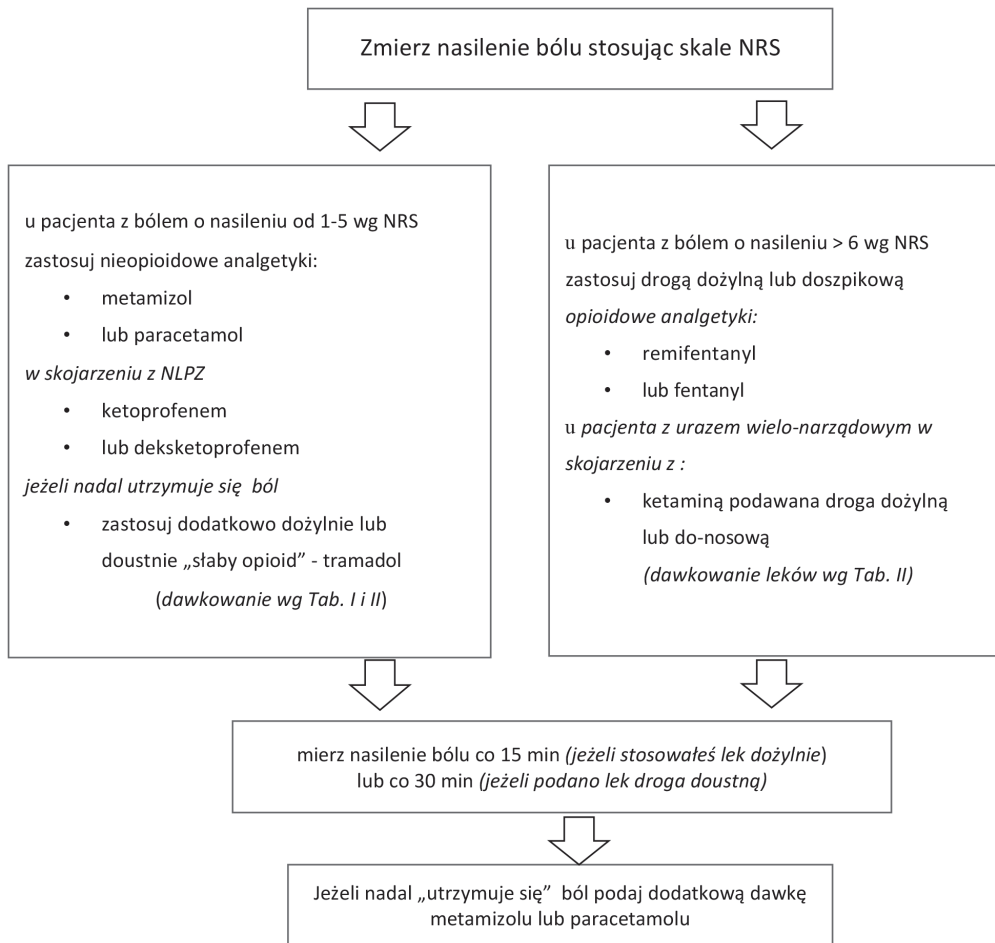 Zmierz nasilenie bólu stosując skale NRS
u pacjenta z bólem o nasileniu od 1-5 wg NRS
zastosuj nieopioidowe analgetyki:
• metamizol
• lub paracetamol
w skojarzeniu z NLPZ
• ketoprofenem
• lub deksketoprofenem
jeżeli nadal utrzymuje się ból
• zastosuj dodatkowo dożylnie lub
doustnie „słaby opioid” - tramadol
(dawkowanie wg Tab. I i II)
u pacjenta z bólem o nasileniu > 6 wg NRS
zastosuj drogą dożylną lub doszpikową
opioidowe analgetyki:
• remifentanyl
• lub fentanyl
u pacjenta z urazem wielo-narządowym w
skojarzeniu z :
• ketaminą podawana droga dożylną
lub do-nosową
(dawkowanie leków wg Tab. II)
mierz nasilenie bólu co 15 min (jeżeli stosowałeś lek dożylnie)
lub co 30 min (jeżeli podano lek droga doustną)
Jeżeli nadal „utrzymuje się” ból podaj dodatkową dawkę
metamizolu lub paracetamolu